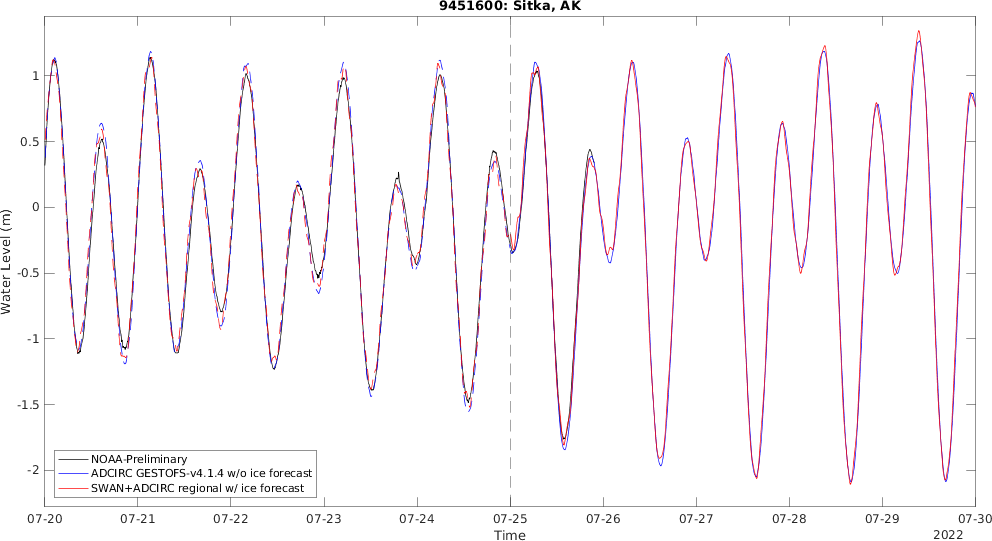 9451600: Sitka, AK
Water Level (m)
1
0.5
0
-0.5
-1
-1.5
-2
NOAA-Preliminary
ADCIRC GESTOFS-v4.1.4 w/o ice forecast
SWAN+ADCIRC regional w/ ice forecast
07-20 07-21 07-22 07-23 07-24 07-25 07-26 07-27 07-28 07-29 07-30
Time
2022